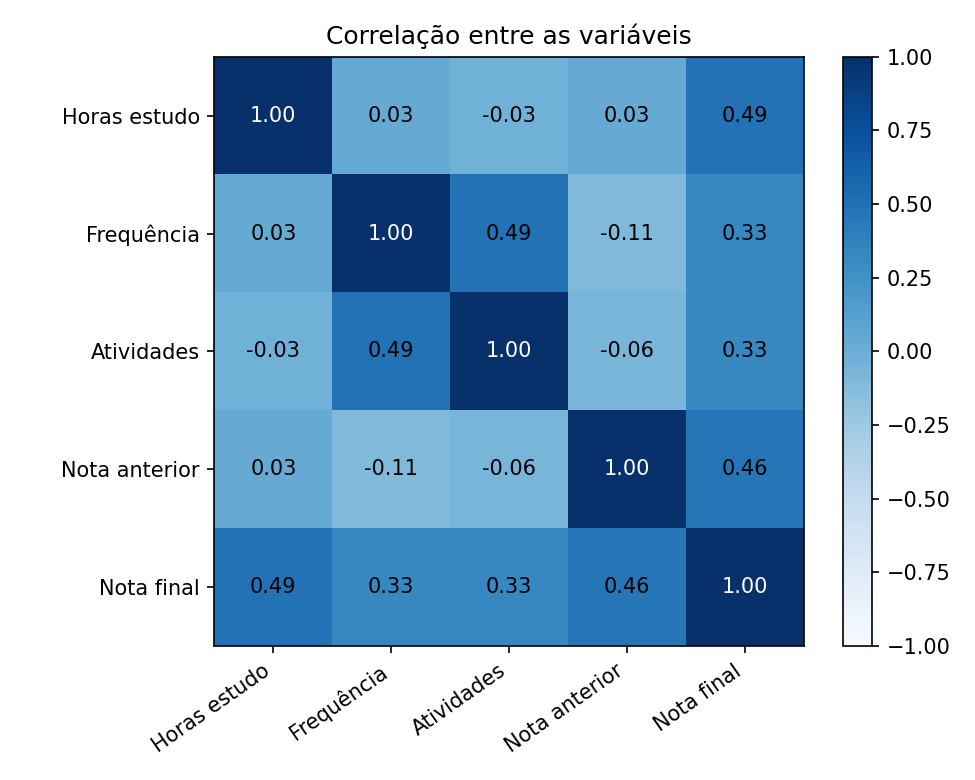 Correlação entre as variáveis
Horas estudo 1.00 0.03 -0.03 0.03 0.49
Frequência 0.03 1.00 0.49 -0.11 0.33
Atividades -0.03 0.49 1.00 -0.06 0.33
Nota anterior 0.03 -0.11 -0.06 1.00 0.46
Nota final 0.49 0.33 0.33 0.46 1.00
Horas estudo Frequência Atividades Nota anterior Nota final
1.00
0.75
0.50
0.25
0.00
−0.25
−0.50
−0.75
−1.00